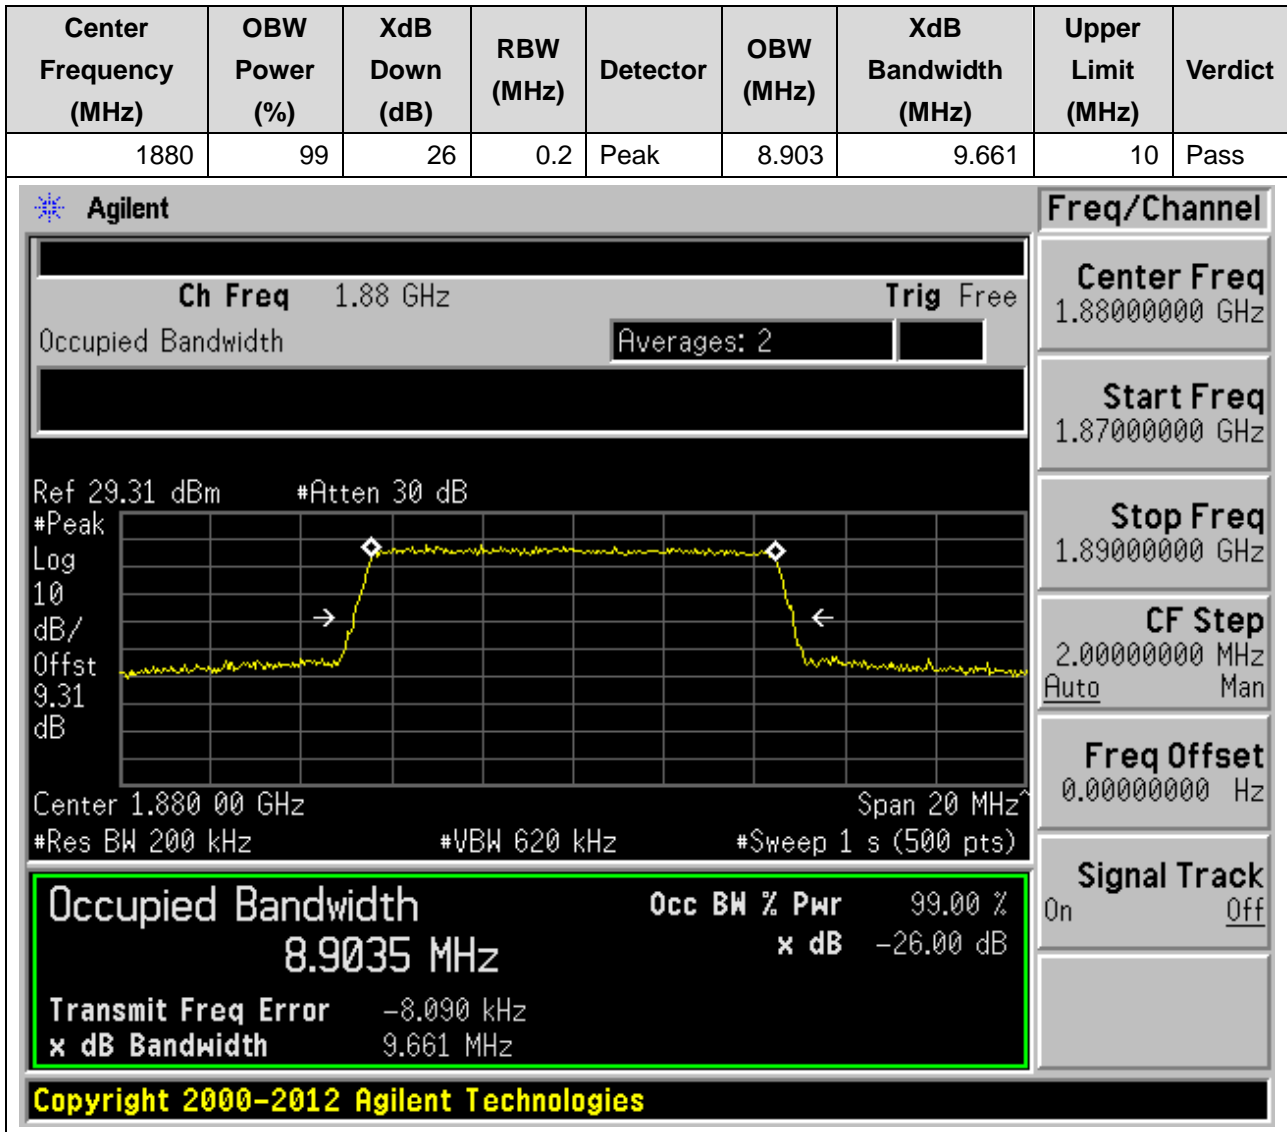 Center Frequency (MHz) OBW Power (%) XdB Down (dB) RBW (MHz) Detector OBW (MHz) XdB Bandwidth (MHz) Upper Limit (MHz) Verdict
1880 99 26 0.2 Peak 8.903 9.661 10 Pass
Agilent
Freq/Channel
Ch Freq 1.88 GHz Trig Free
Occupied Bandwidth Averages: 2
Center Freq
1.88000000 GHz
Start Freq
1.87000000 GHz
Stop Freq
1.89000000 GHz
CF Step
2.00000000 MHz
Auto Man
Freq Offset
0.00000000 Hz
Signal Track
On Off
Ref 29.31 dBm #Atten 30 dB
#Peak
Log
10
dB/
Offst
9.31
dB
Center 1.880 00 GHz Span 20 MHz^
#Res BW 200 kHz #VBW 620 kHz #Sweep 1 s (500 pts)
Occupied Bandwidth Occ BW % Pwr 99.00 %
8.9035 MHz x dB -26.00 dB
Transmit Freq Error -8.090 kHz
x dB Bandwidth 9.661 MHz
Copyright 2000-2012 Agilent Technologies